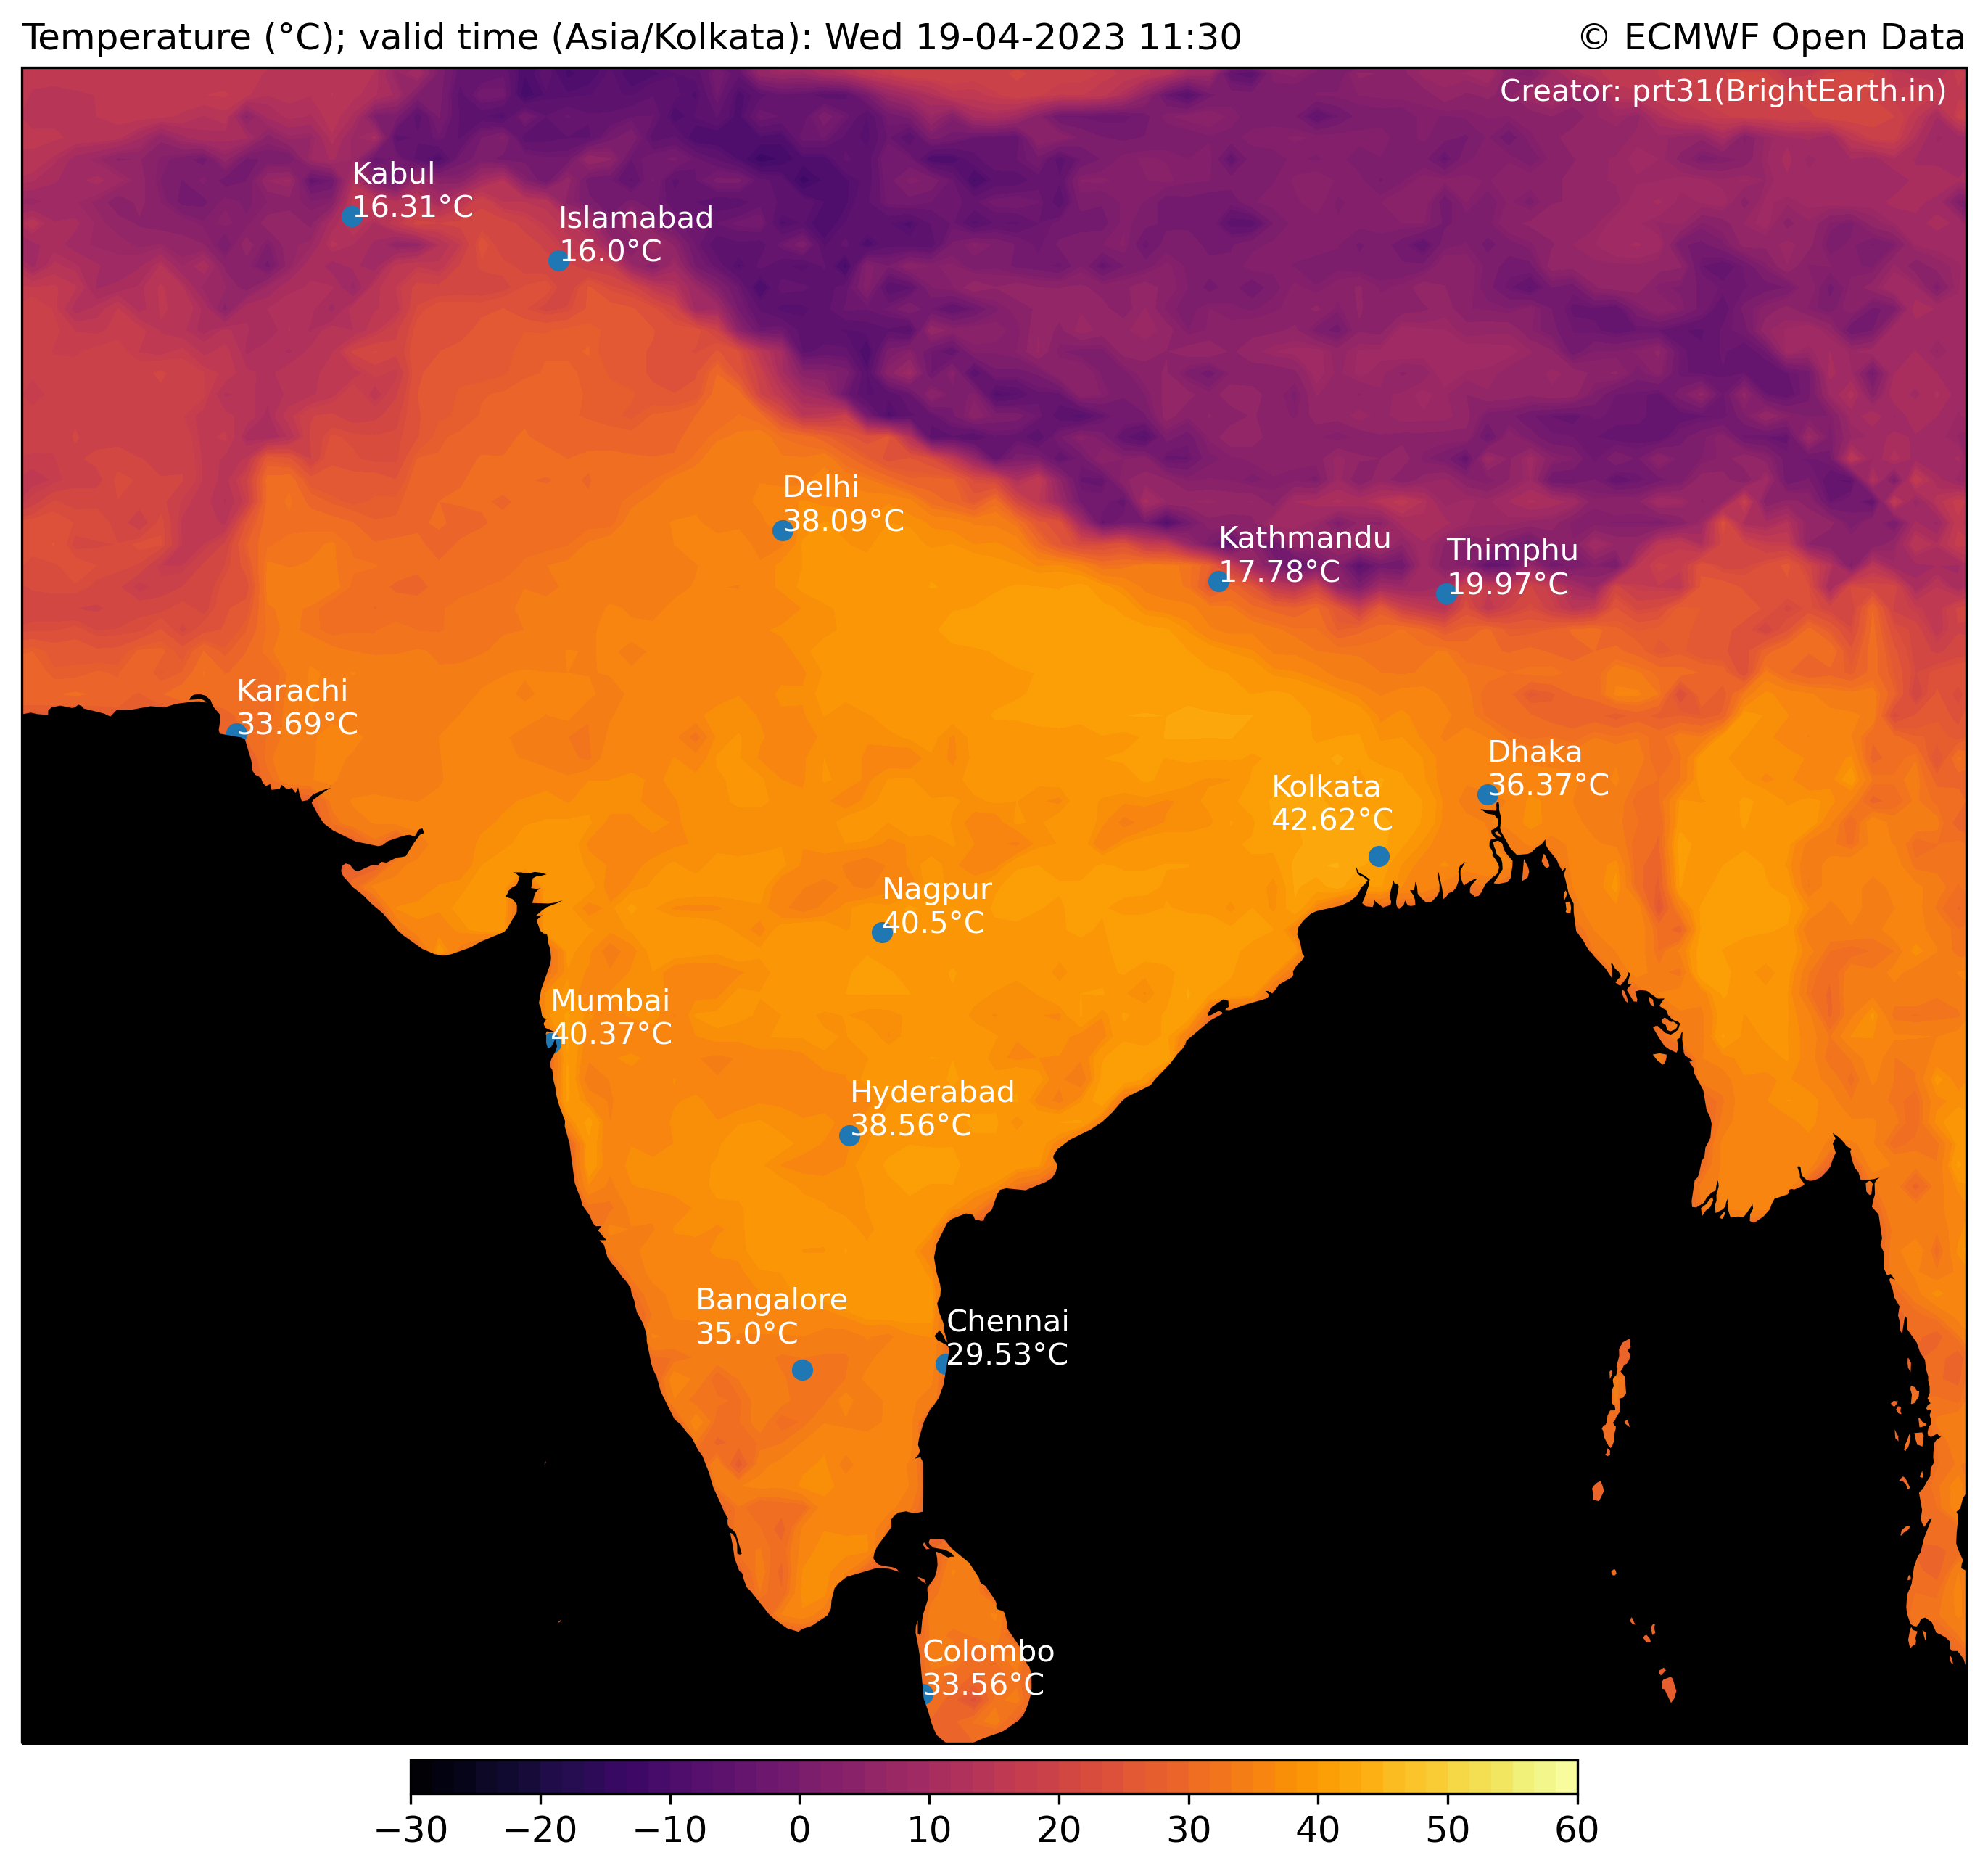 Temperature (°C); valid time (Asia/Kolkata): Wed 19-04-2023 11:30
© ECMWF Open Data
Creator: prt31(BrightEarth.in)
Kabul
16.31°C
Islamabad
16.0°C
Delhi
38.09°C
Kathmandu
17.78°C
Thimphu
19.97°C
Karachi
33.69°C
Dhaka
36.37°C
Kolkata
42.62°C
Nagpur
40.5°C
Mumbai
40.37°C
Hyderabad
38.56°C
Bangalore
35.0°C
Chennai
29.53°C
Colombo
33.56°C
−30 −20 −10 0 10 20 30 40 50 60